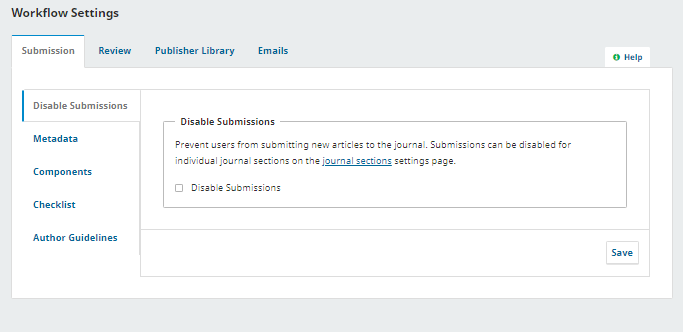 Workflow Settings
Submission
Review
Publisher Library
Emails
Help
Disable Submissions
Metadata
Components
Checklist
Author Guidelines
Disable Submissions
Prevent users from submitting new articles to the journal. Submissions can be disabled for
individual journal sections on the journal sections settings page.
Disable Submissions
Save